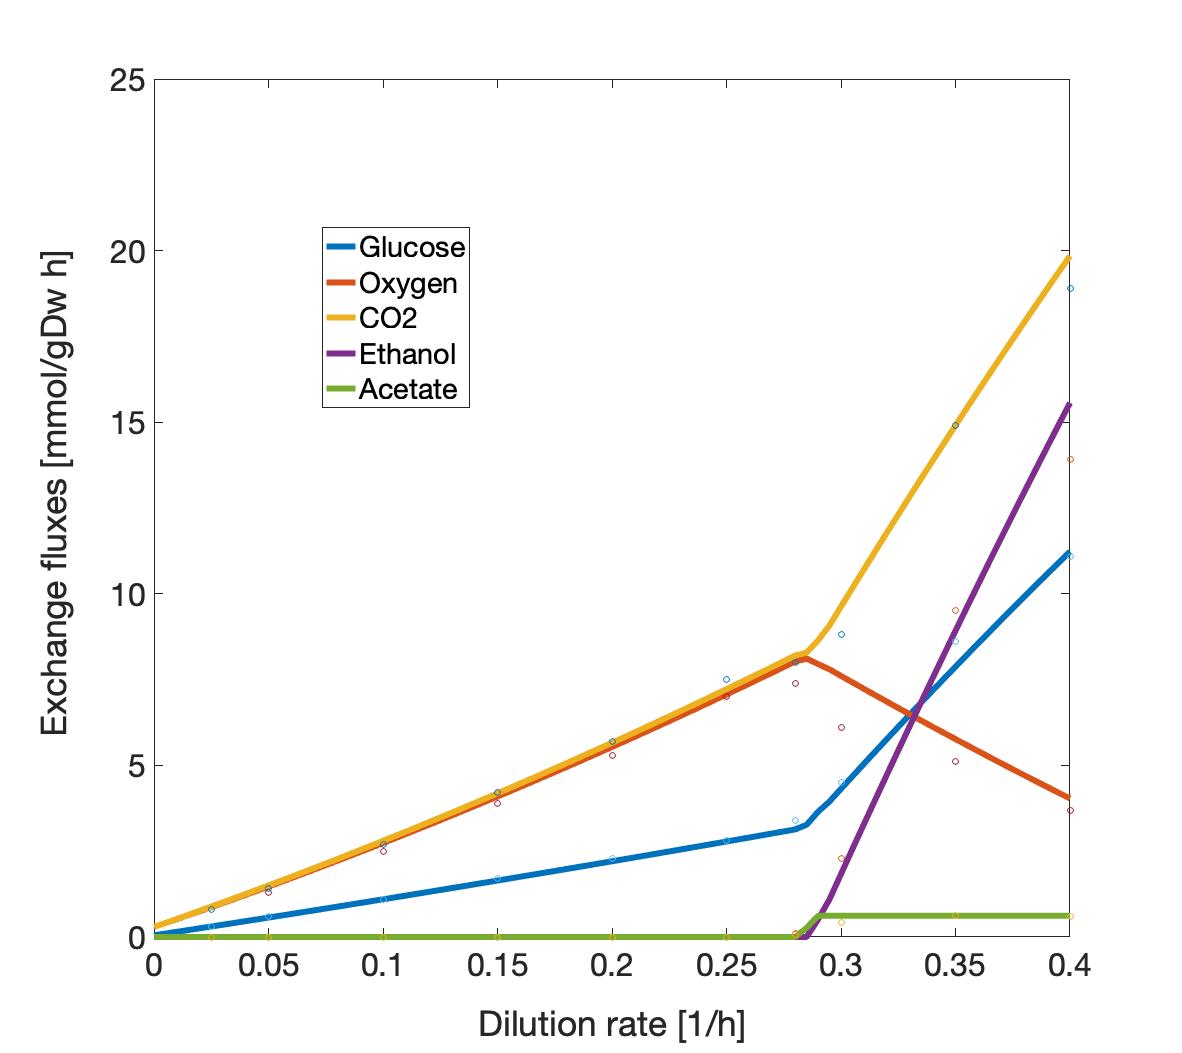 25
20
15
10
5
0
Exchange fluxes [mmol/gDw h]
Glucose
Oxygen
CO2
Ethanol
Acetate
0 0.05 0.1 0.15 0.2 0.25 0.3 0.35 0.4
Dilution rate [1/h]